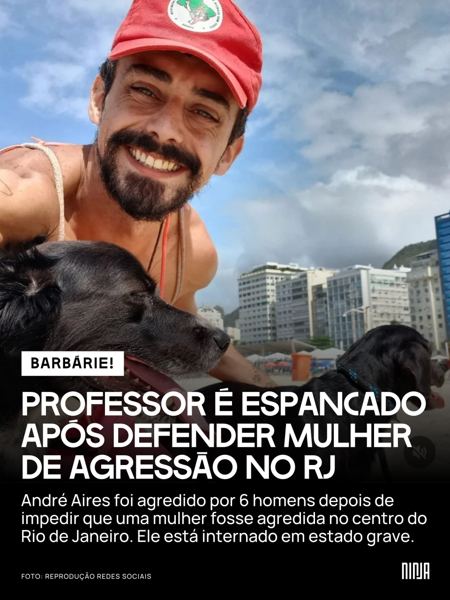 BARBÁRIE!
PROFESSOR É ESPANCADO
APÓS DEFENDER MULHER
DE AGRESSÃO NO RJ
André Aires foi agredido por 6 homens depois de
impedir que uma mulher fosse agredida no centro do
Rio de Janeiro. Ele está internado em estado grave.
FOTO: REPRODUÇÃO REDES SOCIAIS
NINJA